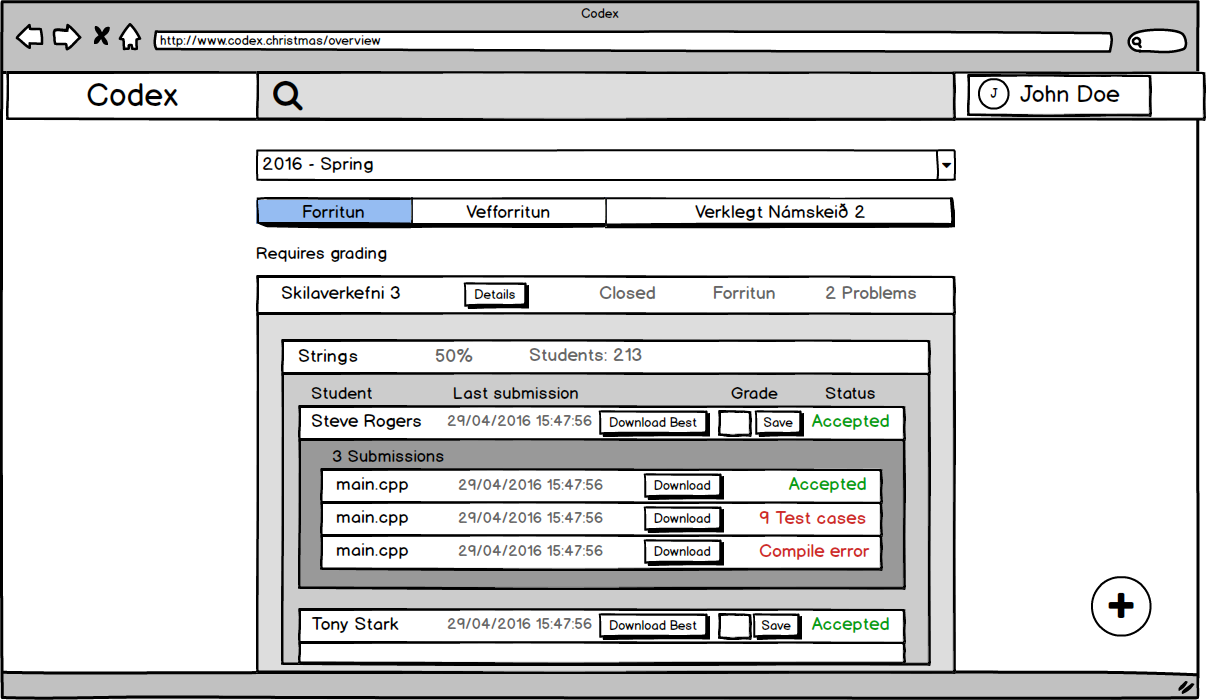 Codex
http://www.codex.christmas/overview
Codex J John Doe
2016 - Spring
Forritun Vefforritun Verklegt Námskeið 2
Requires grading
Skilaverkefni 3 Details Closed Forritun 2 Problems
Strings 50% Students: 213
Student Last submission Grade Status
Steve Rogers 29/04/2016 15:47:56 Download Best Save Accepted
3 Submissions
main.cpp 29/04/2016 15:47:56 Download Accepted
main.cpp 29/04/2016 15:47:56 Download 9 Test cases
main.cpp 29/04/2016 15:47:56 Download Compile error
Tony Stark 29/04/2016 15:47:56 Download Best Save Accepted